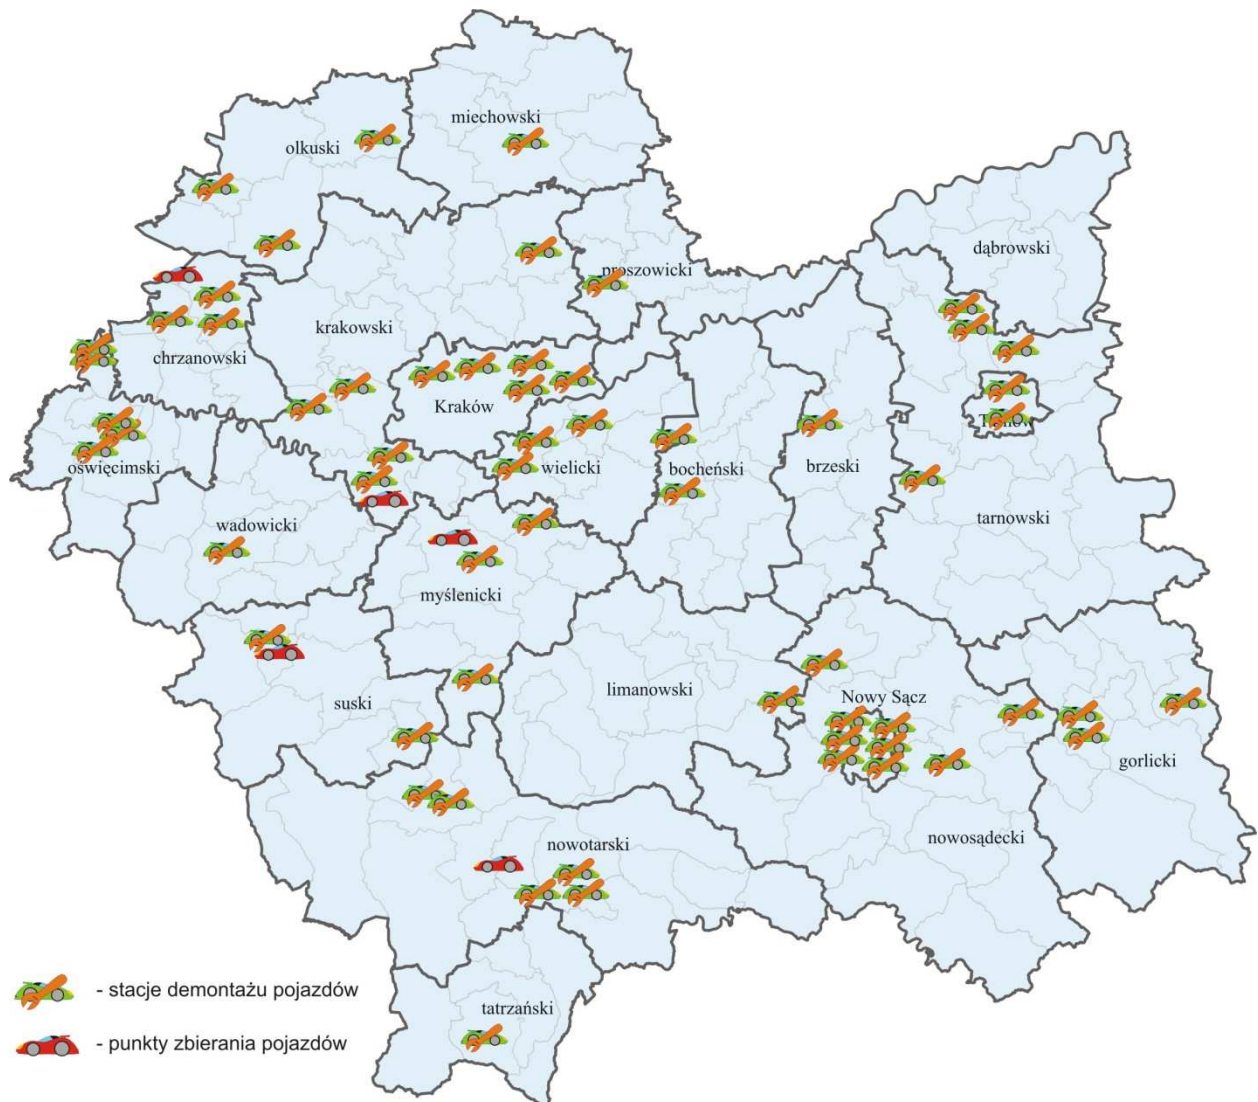 miechowski
olkuski
dąbrowski
proszowicki
krakowski
chrzanowski
Kraków
oświęcimski
wielicki
bocheński
brzeski
tarnowski
wadowicki
myślenicki
limanowski
Nowy Sącz
suski
gorlicki
nowosądecki
nowotarski
tatrzański
- stacje demontażu pojazdów
- punkty zbierania pojazdów